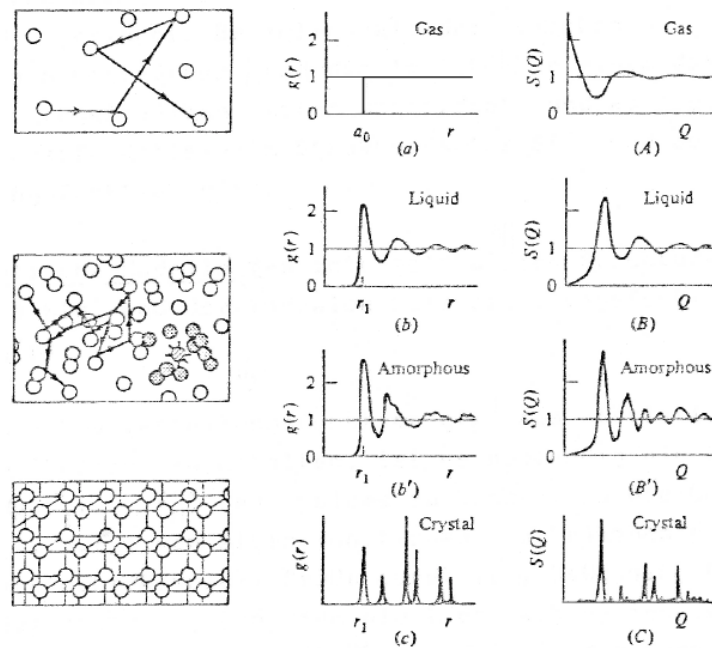 2
g(r)
1
0
Gas
a₀
r
(a)
2
S(Q)
1
0
Gas
Q
(A)
2
g(r)
1
0
Liquid
r₁
r
(b)
S(Q)
1
0
Liquid
Q
(B)
2
g(r)
1
0
Amorphous
r₁
r
(b′)
S(Q)
1
0
Amorphous
Q
(B′)
g(r)
Crystal
r₁
r
(c)
S(Q)
Crystal
Q
(C)